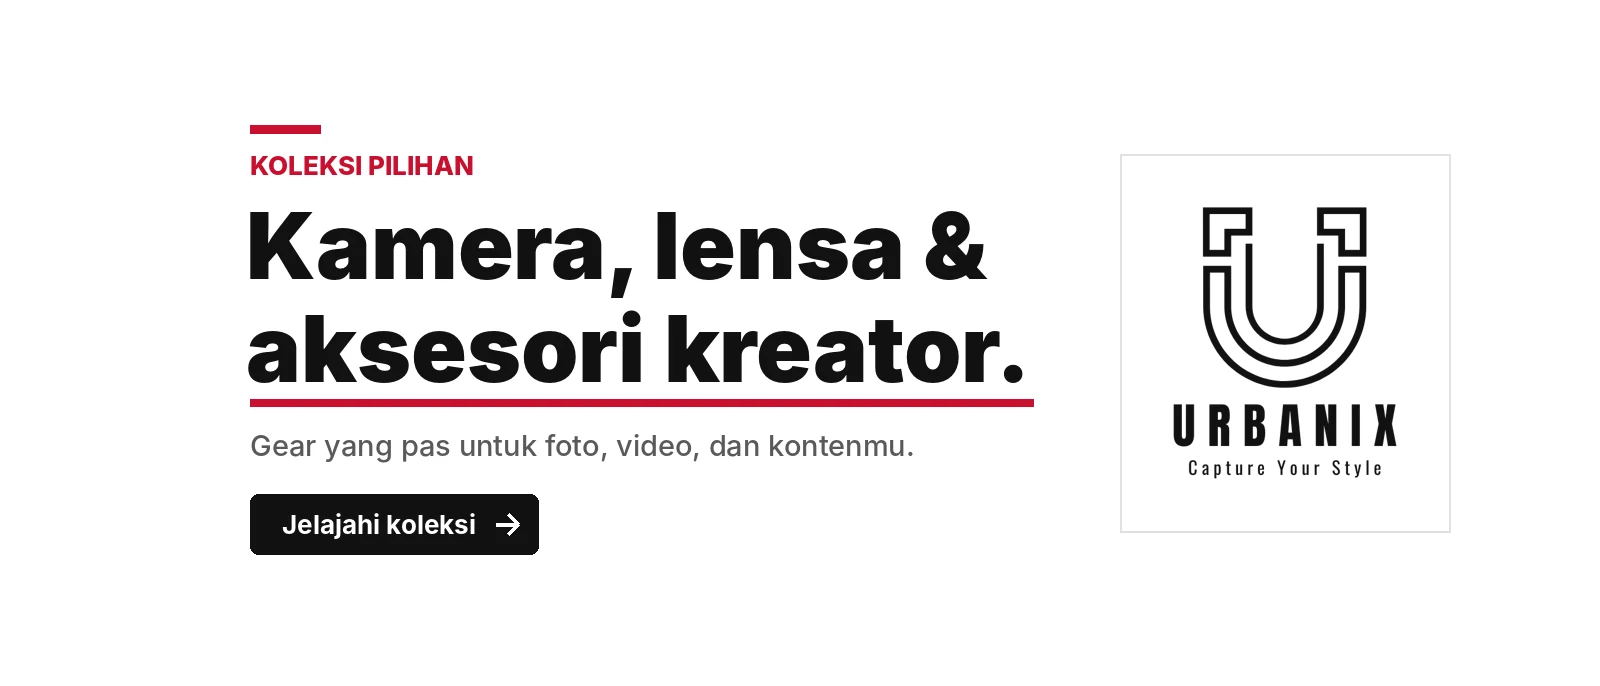 KOLEKSI PILIHAN
Kamera, lensa &
aksesori kreator.
Gear yang pas untuk foto, video, dan kontenmu.
Jelajahi koleksi →
URBANIX
Capture Your Style